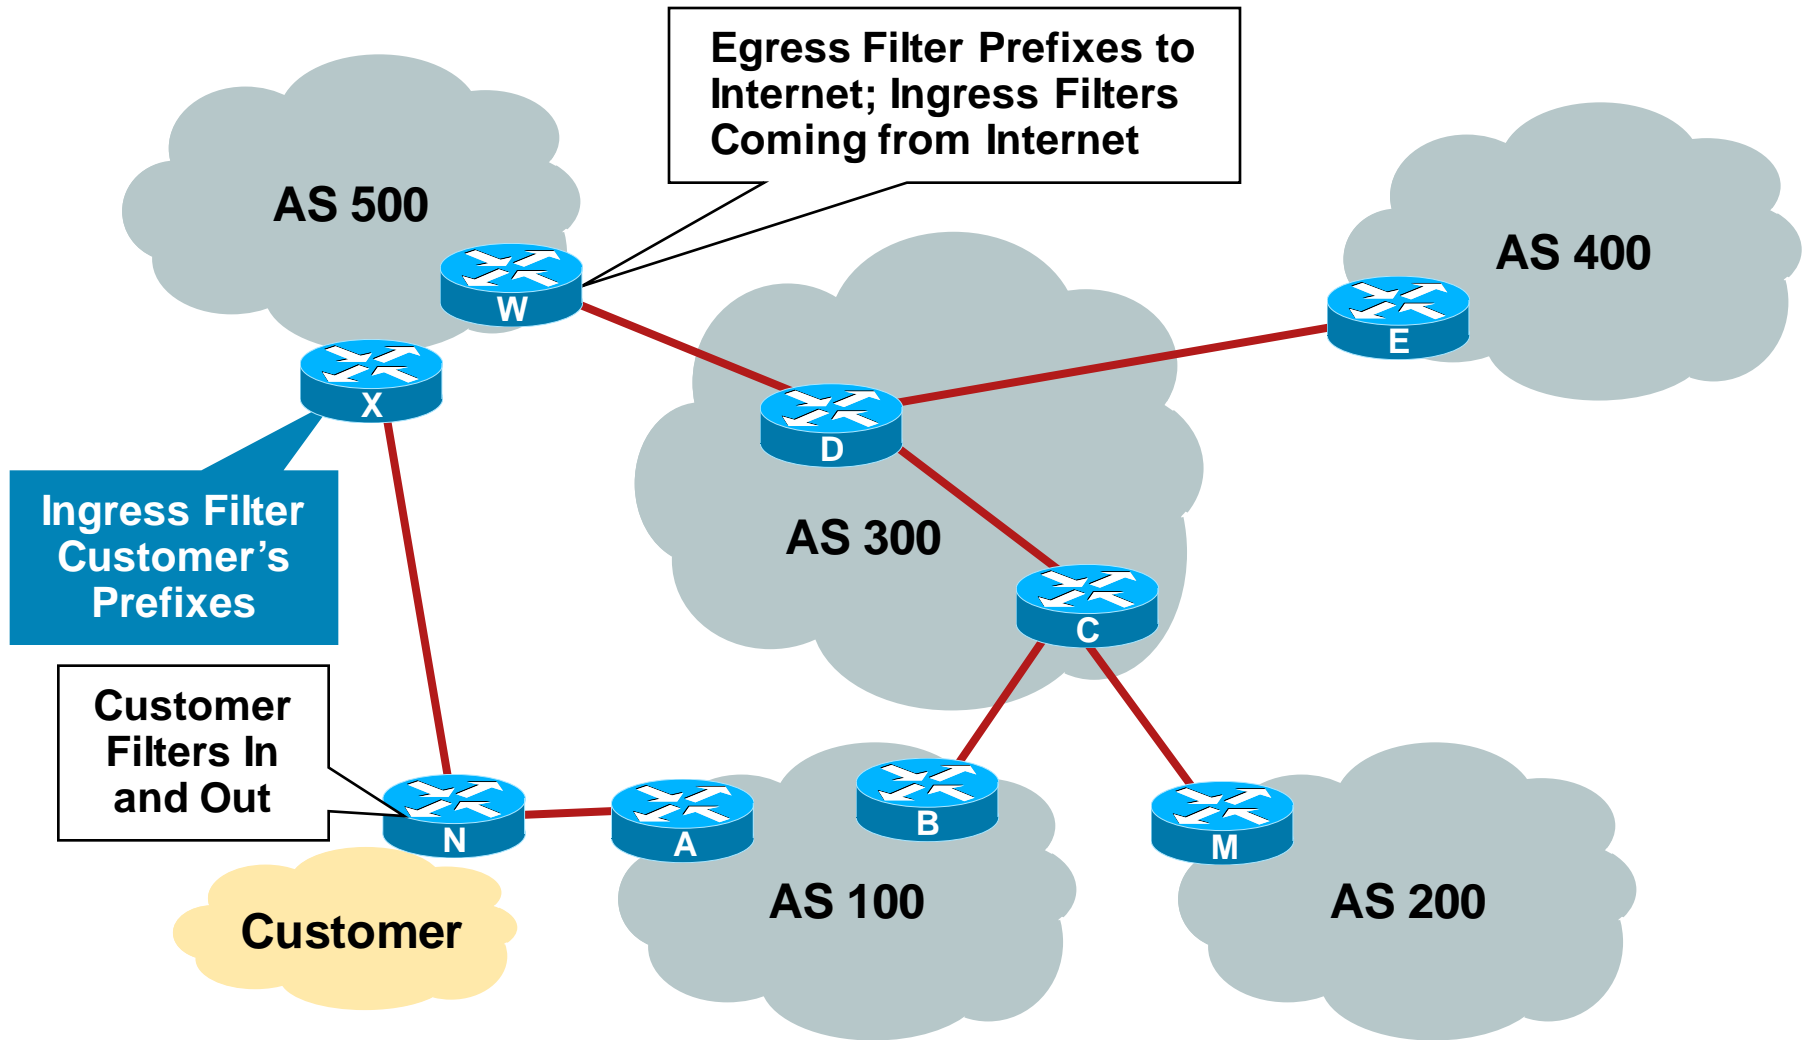 Egress Filter Prefixes to
Internet; Ingress Filters
Coming from Internet
AS 500
AS 400
W
E
X
D
Ingress Filter
Customer's
Prefixes
AS 300
C
Customer
Filters In
and Out
N
A
B
M
AS 100
AS 200
Customer